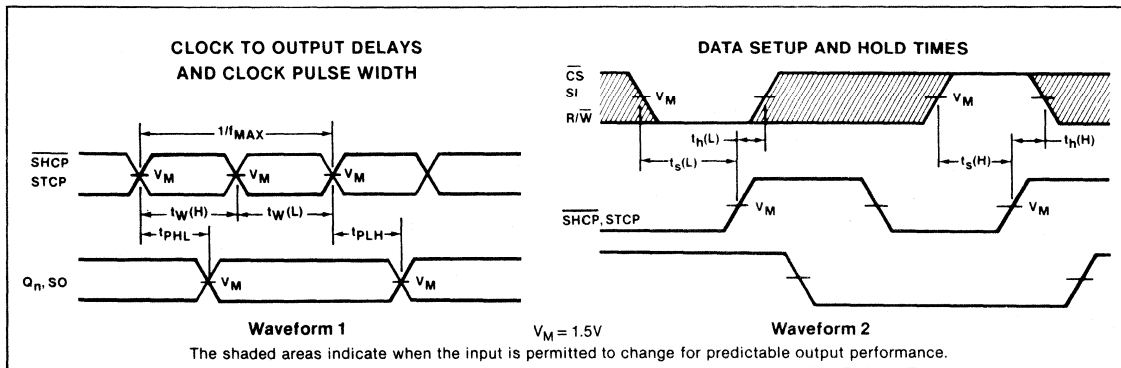 CLOCK TO OUTPUT DELAYS
AND CLOCK PULSE WIDTH
1/fMAX
S̅H̅C̅P̅
STCP
VM VM VM
tW(H) tW(L)
tPHL tPLH
Qn, SO
VM VM
Waveform 1
DATA SETUP AND HOLD TIMES
C̅S̅
SI
R/W̅
VM VM
th(L) th(H)
ts(L) ts(H)
S̅H̅C̅P̅, STCP
VM VM
VM = 1.5V
Waveform 2
The shaded areas indicate when the input is permitted to change for predictable output performance.